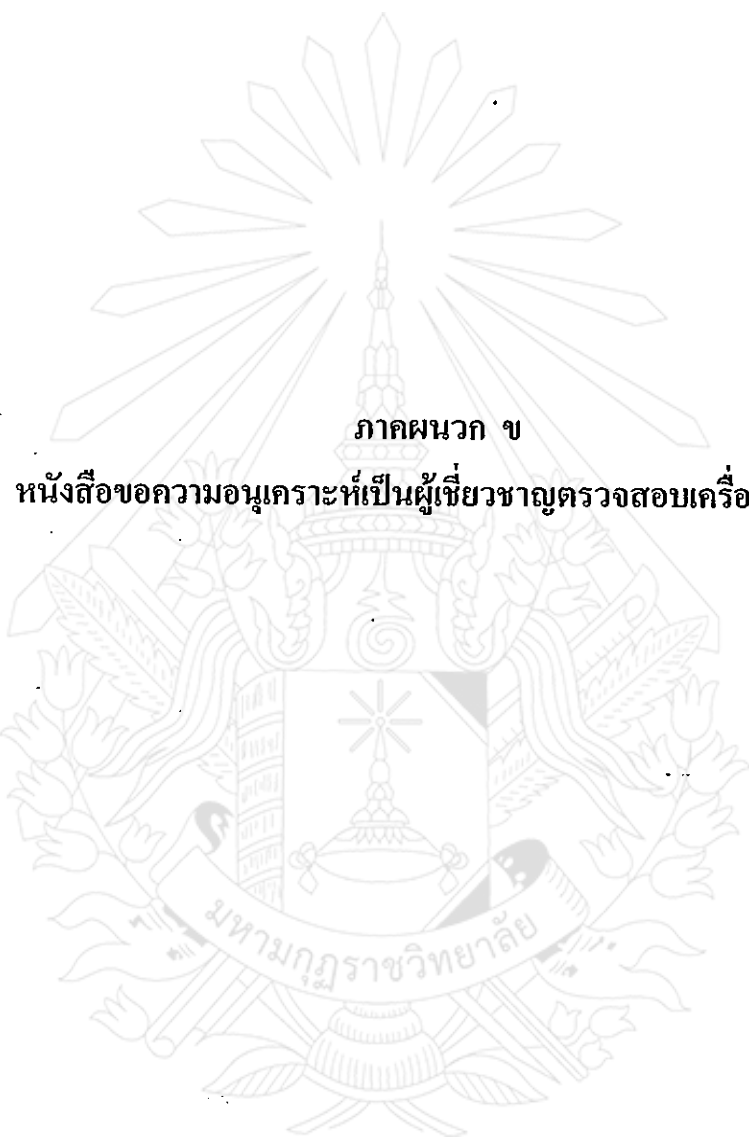 ภาคผนวก ข
หนังสือขอความอนุเคราะห์เป็นผู้เชี่ยวชาญตรวจสอบเครื่อ
มหามกุฏราชวิทยาลัย